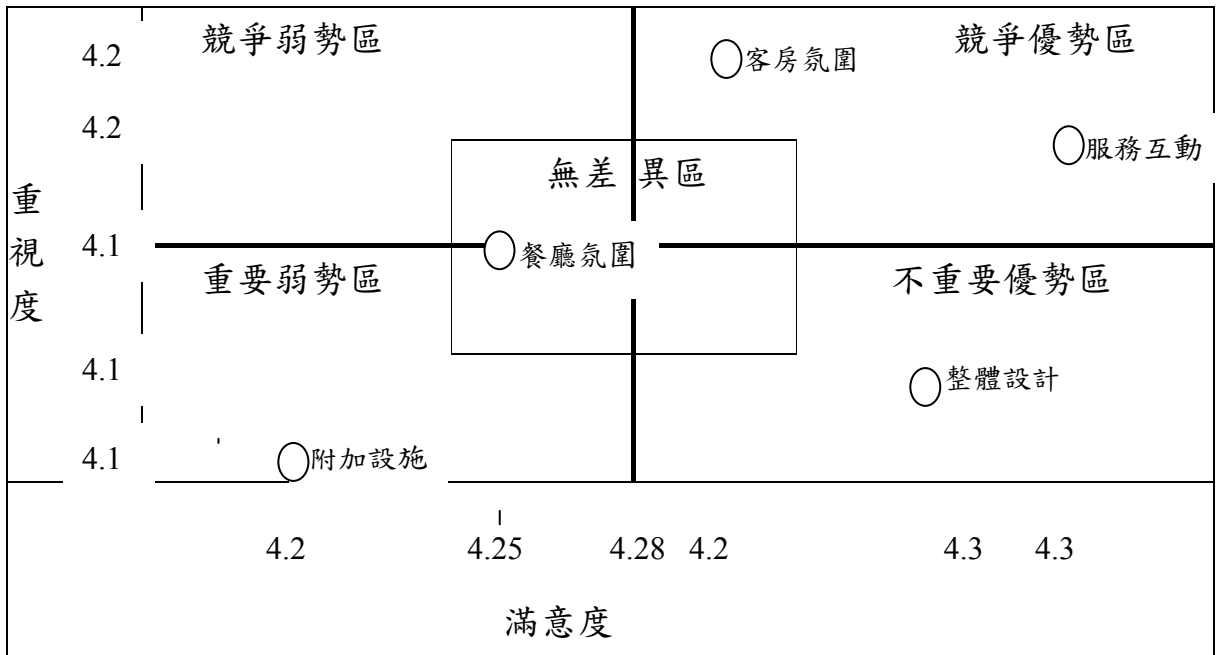 4.2
競爭弱勢區
客房氛圍
競爭優勢區
4.2
服務互動
無差異區
重視度
4.1
餐廳氛圍
重要弱勢區
不重要優勢區
4.1
整體設計
4.1
附加設施
4.2
4.25
4.28
4.2
4.3
4.3
滿意度